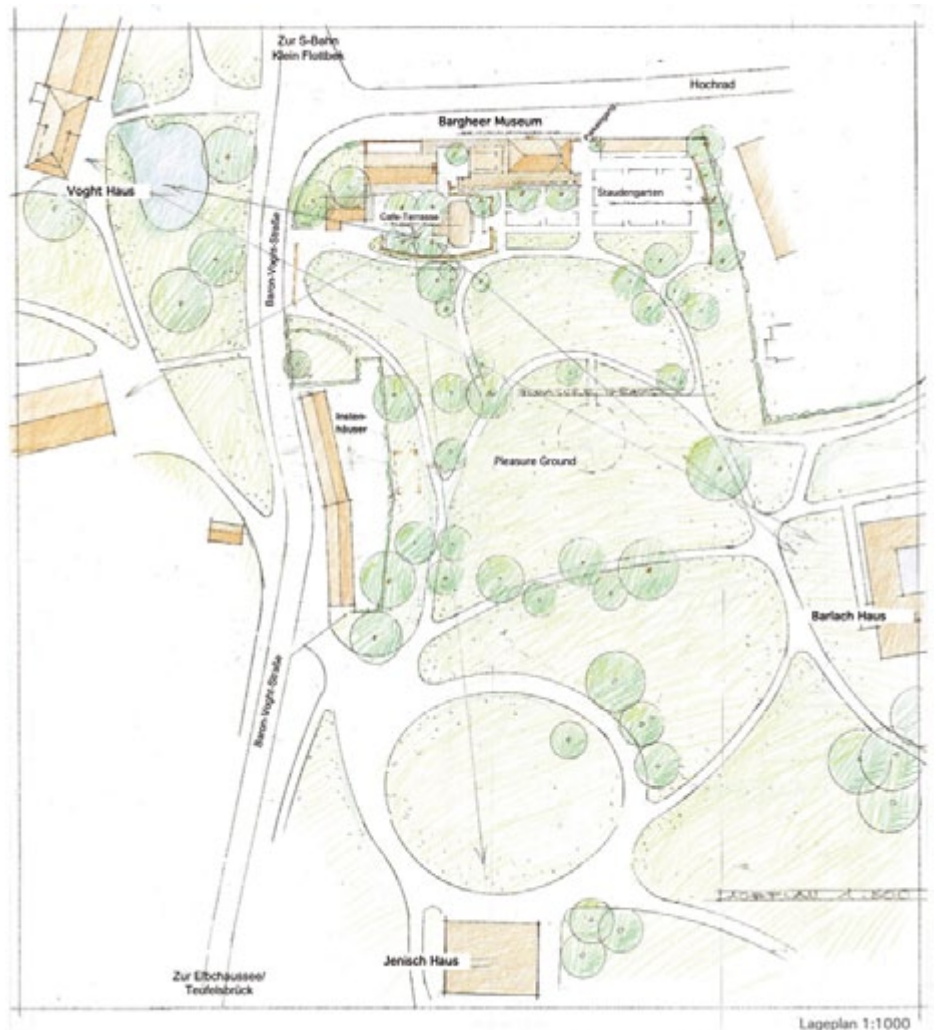 Zur S-Bahn
Klein Flottbek
Hochrad
Bargheer Museum
Voght Haus
Staudengarten
Cafe-Terrasse
Baron-Voght-Straße
Insten-
häuser
Pleasure Ground
Barlach Haus
Baron-Voght-Straße
Jenisch Haus
Zur Elbchaussee/
Teufelsbrück
Lageplan 1:1000